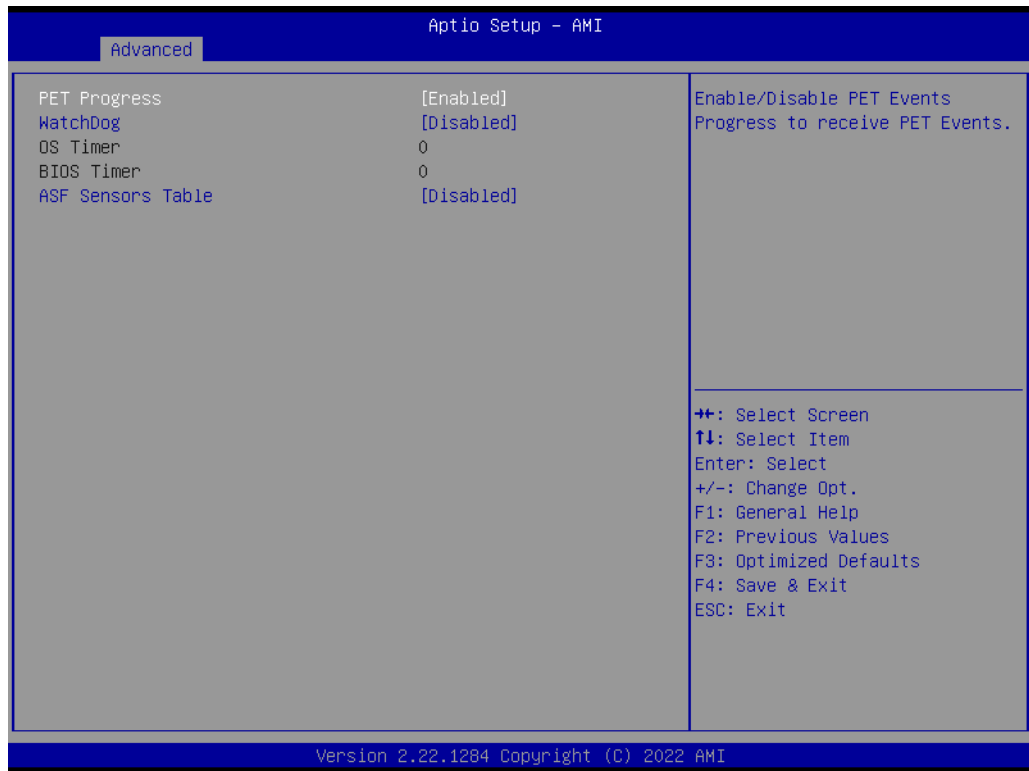 Aptio Setup – AMI
Advanced
PET Progress [Enabled]
WatchDog [Disabled]
OS Timer 0
BIOS Timer 0
ASF Sensors Table [Disabled]
Enable/Disable PET Events
Progress to receive PET Events.
→←: Select Screen
↑↓: Select Item
Enter: Select
+/-: Change Opt.
F1: General Help
F2: Previous Values
F3: Optimized Defaults
F4: Save & Exit
ESC: Exit
Version 2.22.1284 Copyright (C) 2022 AMI